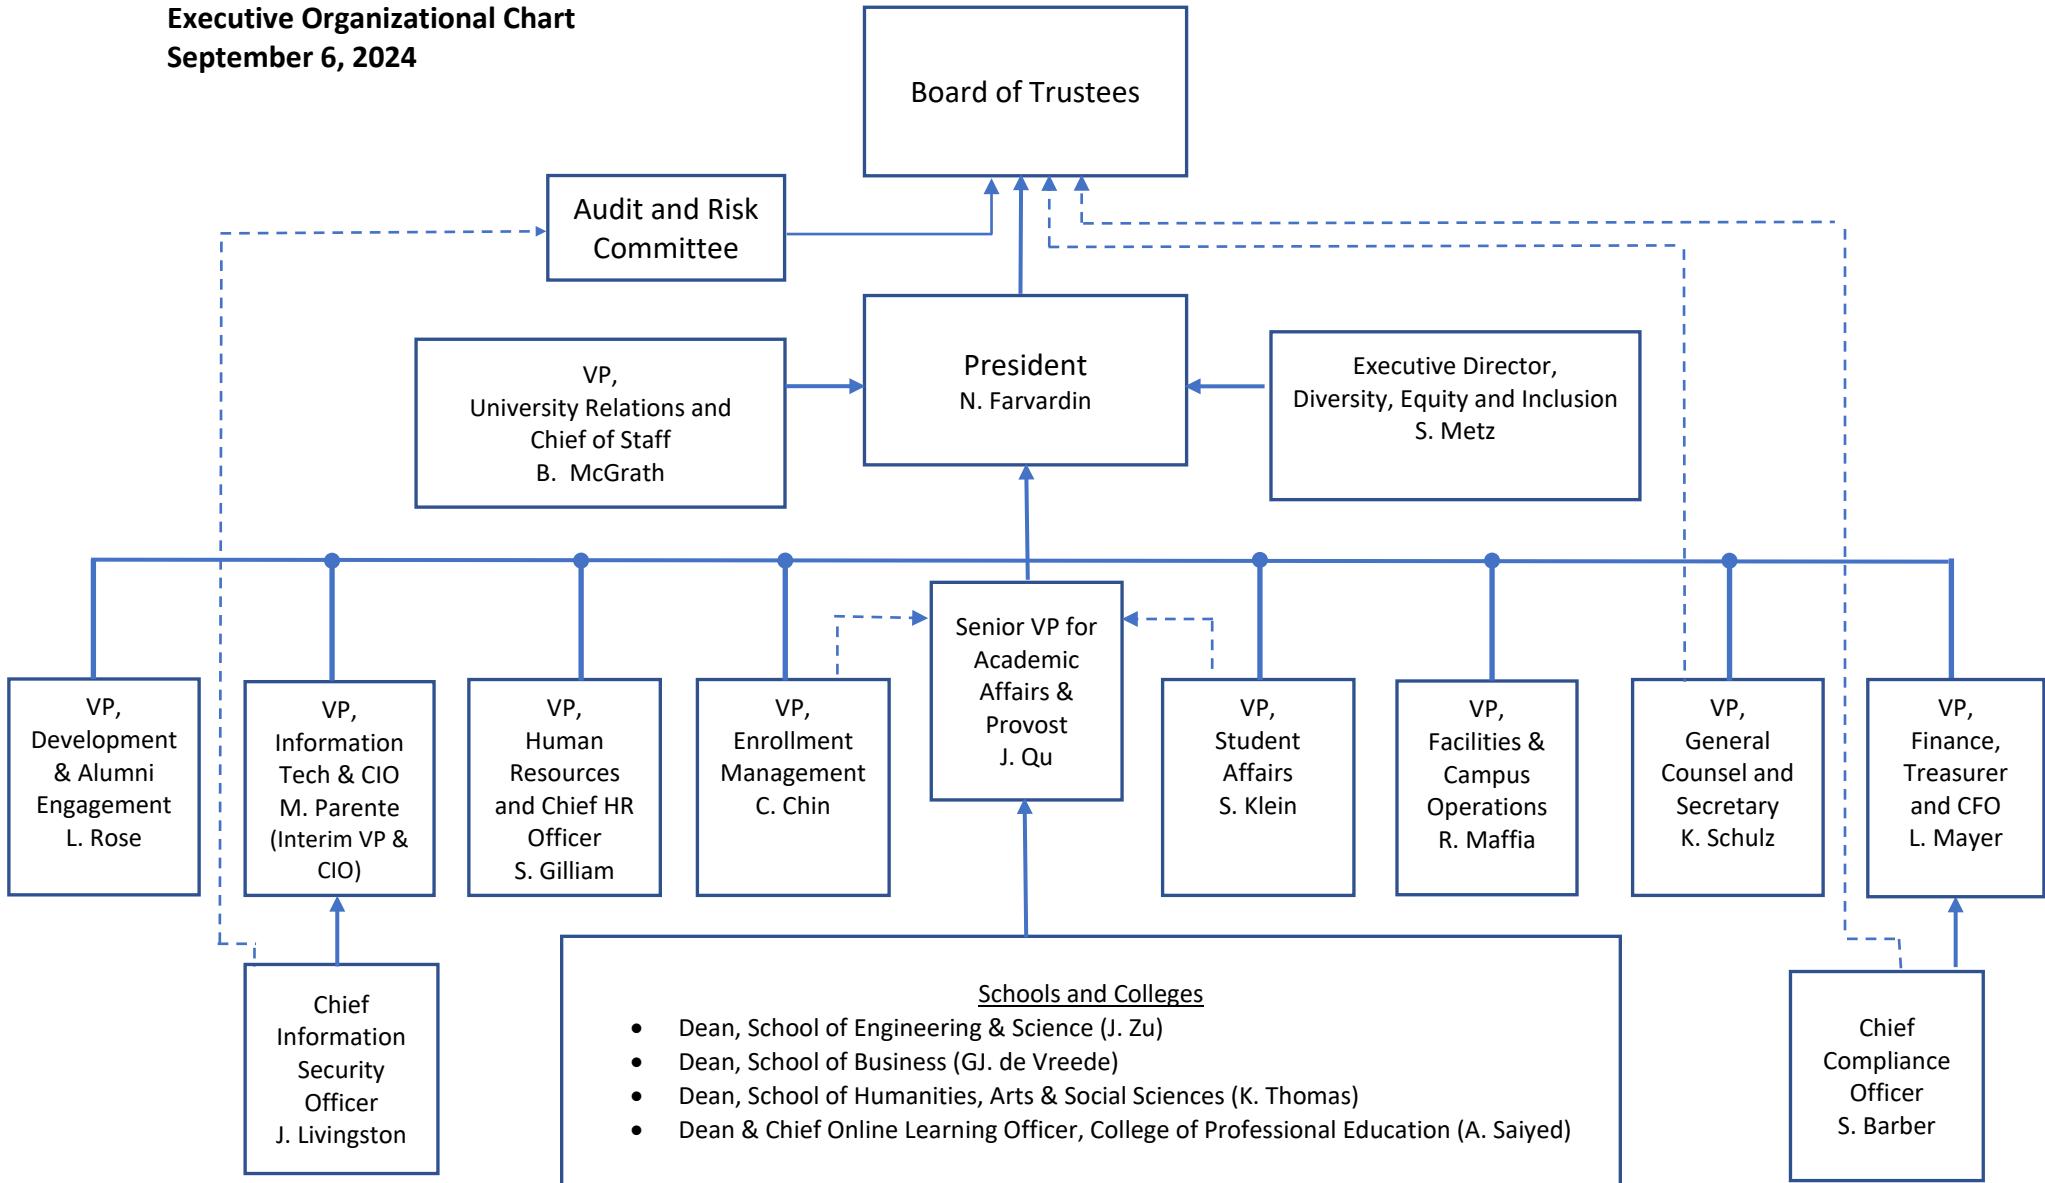 Executive Organizational Chart
September 6, 2024
Board of Trustees
Audit and Risk
Committee
VP,
University Relations and
Chief of Staff
B.  McGrath
President
N. Farvardin
Executive Director,
Diversity, Equity and Inclusion
S. Metz
Senior VP for
Academic
Affairs &
Provost
J. Qu
VP,
Development
& Alumni
Engagement
L. Rose
VP,
Information
Tech & CIO
M. Parente
(Interim VP &
CIO)
VP,
Human
Resources
and Chief HR
Officer
S. Gilliam
VP,
Enrollment
Management
C. Chin
VP,
Student
Affairs
S. Klein
VP,
Facilities &
Campus
Operations
R. Maffia
VP,
General
Counsel and
Secretary
K. Schulz
VP,
Finance,
Treasurer
and CFO
L. Mayer
Chief
Information
Security
Officer
J. Livingston
Schools and Colleges
• Dean, School of Engineering & Science (J. Zu)
• Dean, School of Business (GJ. de Vreede)
• Dean, School of Humanities, Arts & Social Sciences (K. Thomas)
• Dean & Chief Online Learning Officer, College of Professional Education (A. Saiyed)
Chief
Compliance
Officer
S. Barber